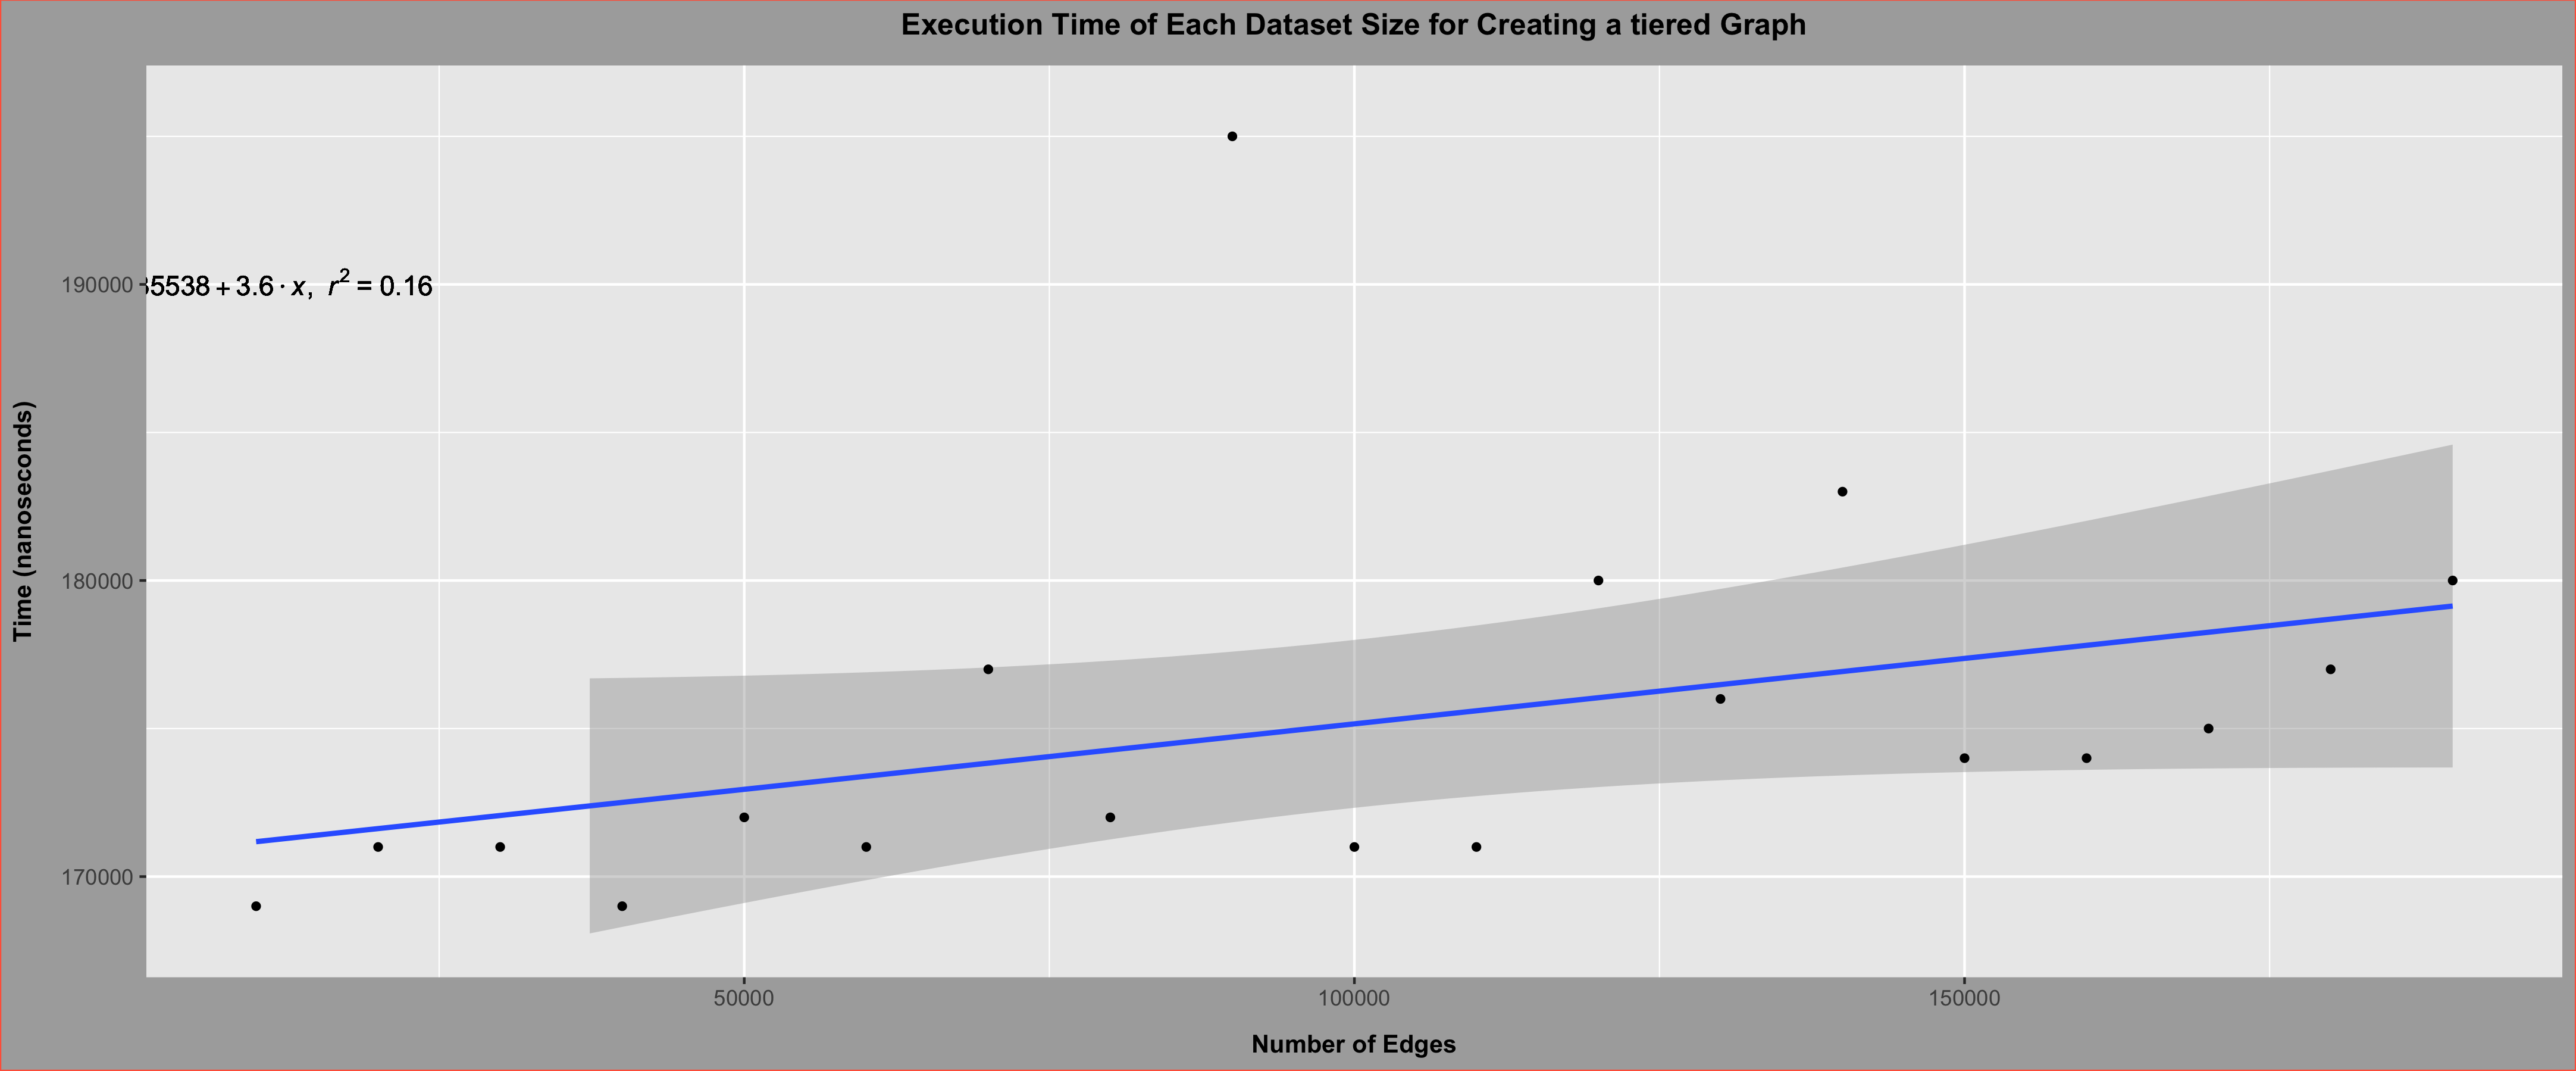 Execution Time of Each Dataset Size for Creating a tiered Graph
190000
35538 + 3.6 · x, r² = 0.16
180000
170000
Time (nanoseconds)
50000 100000 150000
Number of Edges